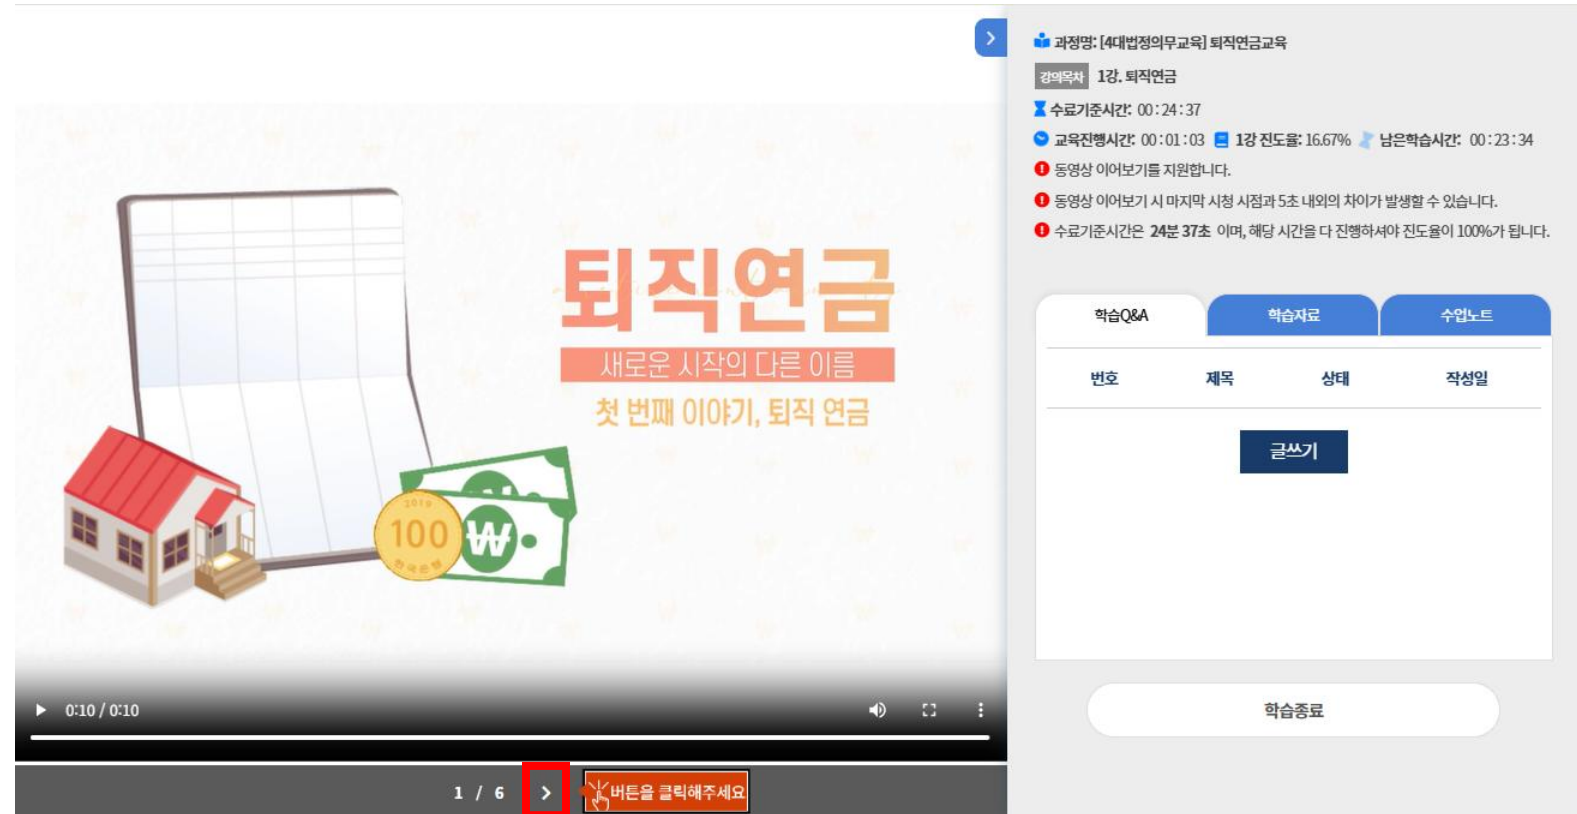 과정명: [4대법정의무교육] 퇴직연금교육
강의목차 1강. 퇴직연금
수료기준시간: 00:24:37
교육진행시간: 00:01:03 1강 진도율: 16.67% 남은학습시간: 00:23:34
동영상 이어보기를 지원합니다.
동영상 이어보기 시 마지막 시청 시점과 5초 내외의 차이가 발생할 수 있습니다.
수료기준시간은 24분 37초 이며, 해당 시간을 다 진행하셔야 진도율이 100%가 됩니다.
퇴직연금
새로운 시작의 다른 이름
첫 번째 이야기, 퇴직 연금
2019
100
한국은행
₩
학습Q&A 학습자료 수업노트
번호 제목 상태 작성일
글쓰기
학습종료
0:10 / 0:10
1 / 6
버튼을 클릭해주세요